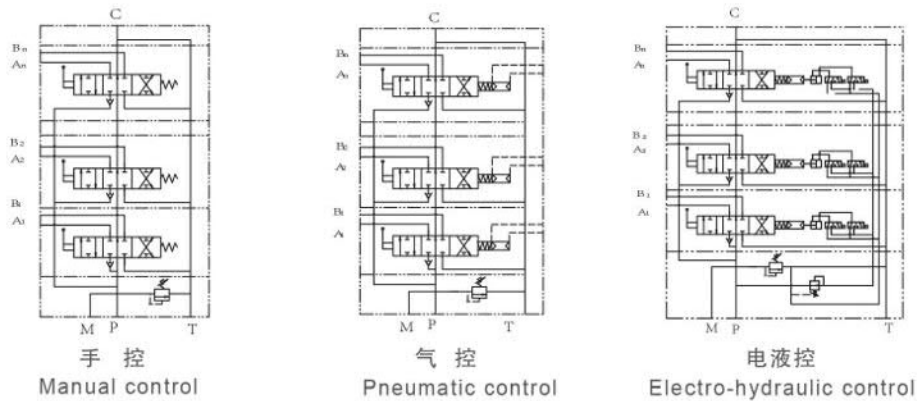 C
Bn
An
B2
A2
B1
A1
M P T
手 控
Manual control
C
Bn
An
B2
A2
B1
A1
M P T
气 控
Pneumatic control
C
Bn
An
B2
A2
B1
A1
M P T
电液控
Electro-hydraulic control